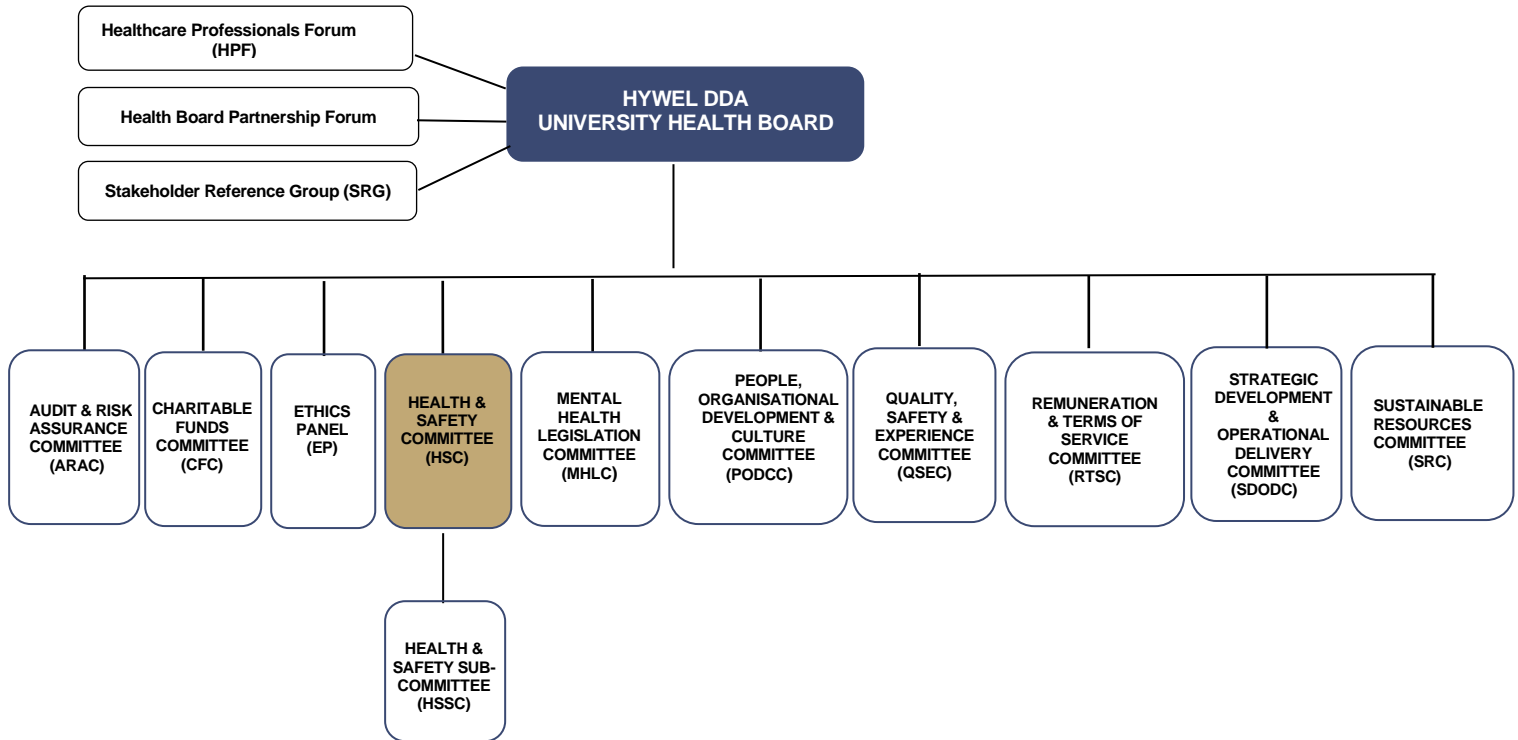 Healthcare Professionals Forum
(HPF)
Health Board Partnership Forum
Stakeholder Reference Group (SRG)
HYWEL DDA
UNIVERSITY HEALTH BOARD
AUDIT & RISK
ASSURANCE
COMMITTEE
(ARAC)
CHARITABLE
FUNDS
COMMITTEE
(CFC)
ETHICS
PANEL
(EP)
HEALTH &
SAFETY
COMMITTEE
(HSC)
MENTAL
HEALTH
LEGISLATION
COMMITTEE
(MHLC)
PEOPLE,
ORGANISATIONAL
DEVELOPMENT &
CULTURE
COMMITTEE
(PODCC)
QUALITY,
SAFETY &
EXPERIENCE
COMMITTEE
(QSEC)
REMUNERATION
& TERMS OF
SERVICE
COMMITTEE
(RTSC)
STRATEGIC
DEVELOPMENT
&
OPERATIONAL
DELIVERY
COMMITTEE
(SDODC)
SUSTAINABLE
RESOURCES
COMMITTEE
(SRC)
HEALTH &
SAFETY SUB-
COMMITTEE
(HSSC)